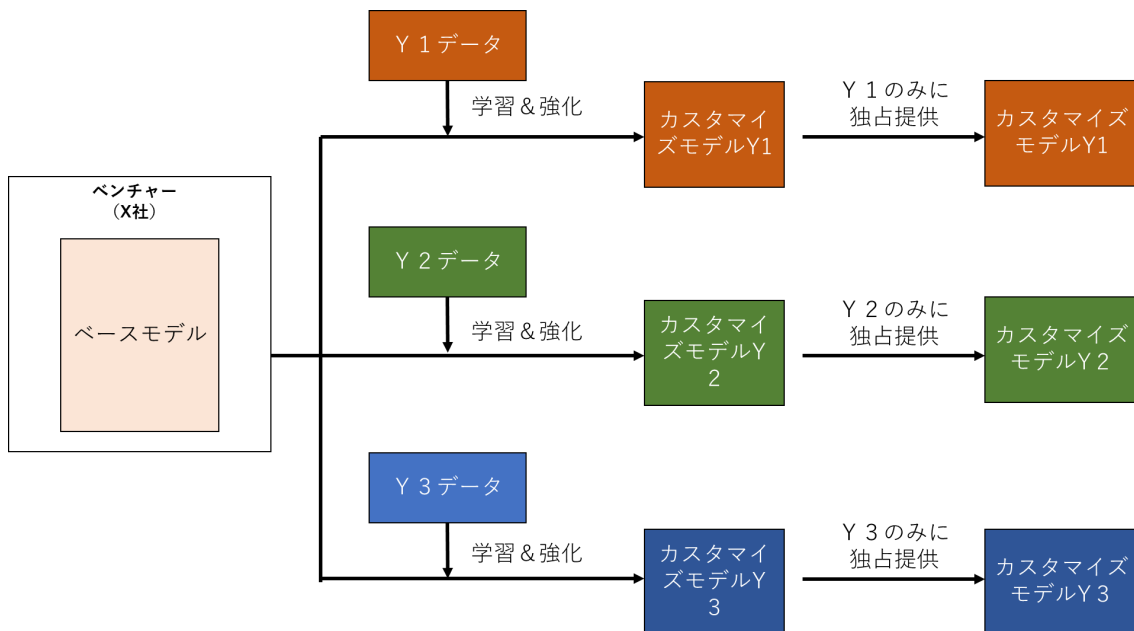 Ｙ１データ
学習＆強化
カスタマイ
ズモデルY1
Ｙ１のみに
独占提供
カスタマイズ
モデルY1
ベンチャー
（X社）
ベースモデル
Ｙ２データ
学習＆強化
カスタマイ
ズモデルY
２
Ｙ２のみに
独占提供
カスタマイズ
モデルY２
Ｙ３データ
学習＆強化
カスタマイ
ズモデルY
３
Ｙ３のみに
独占提供
カスタマイズ
モデルY３